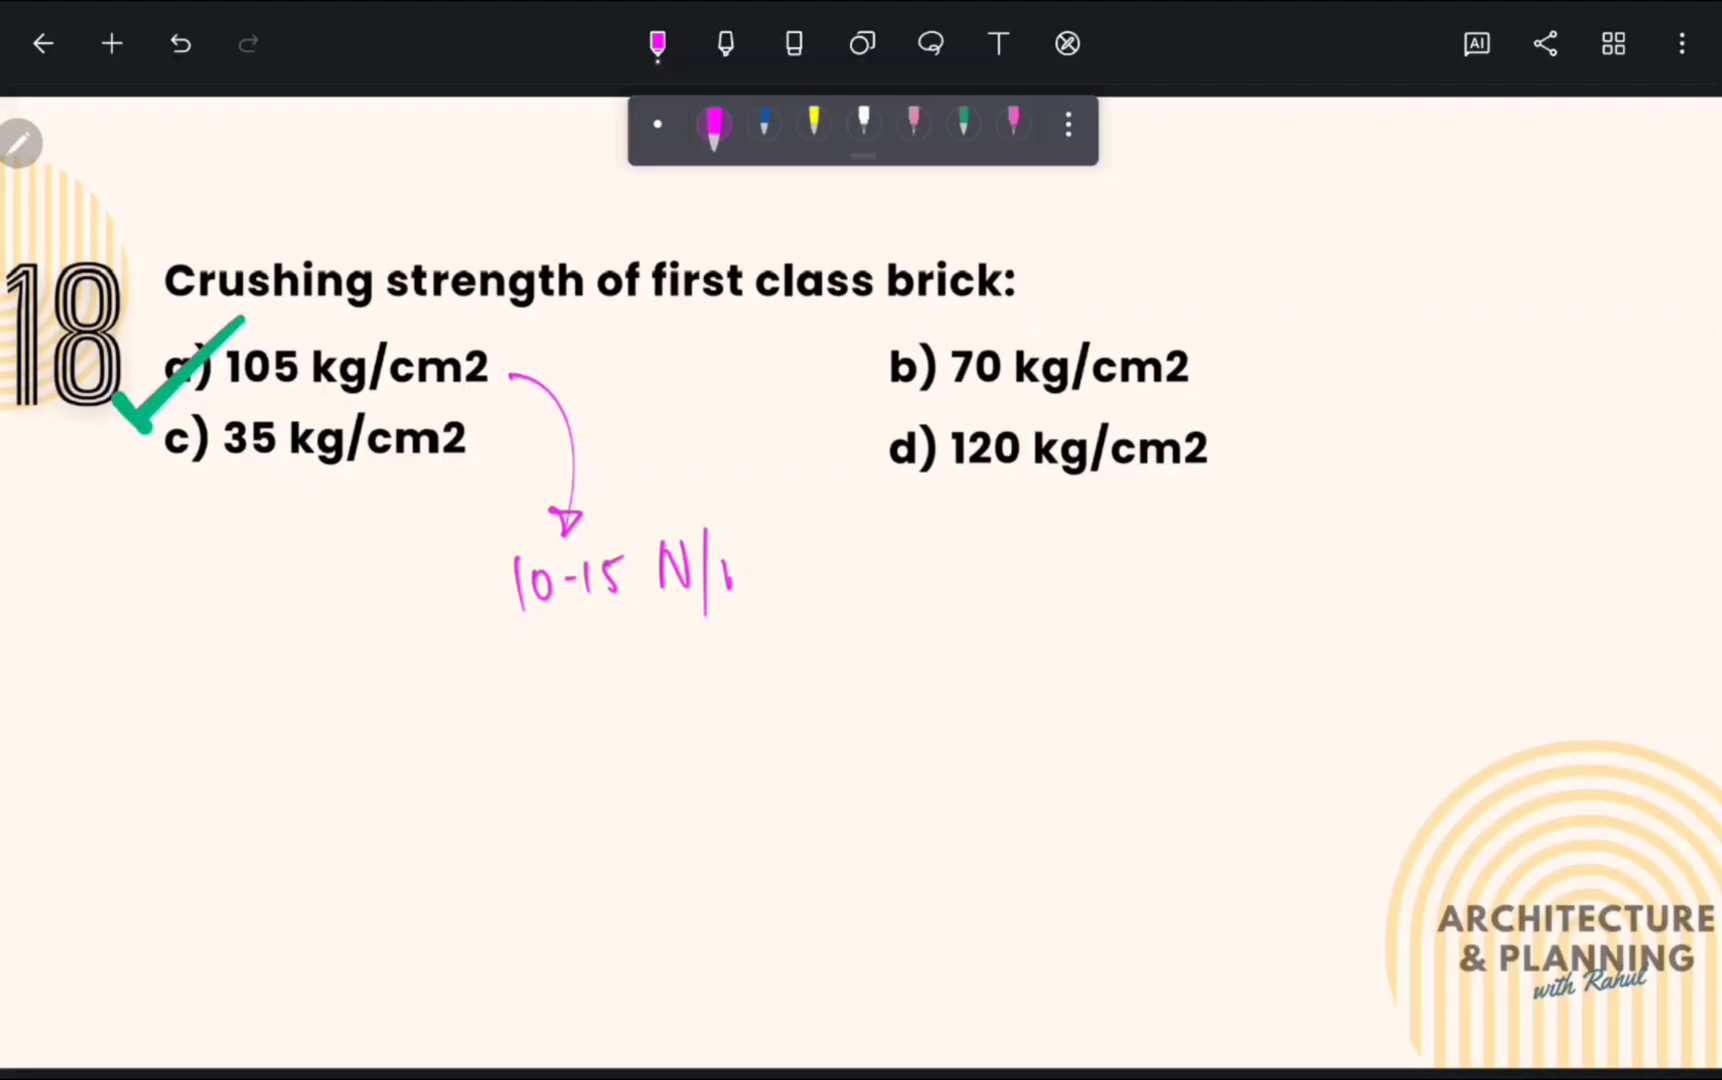 AI
T
18
Crushing strength of first class brick:
a) 105 kg/cm2
b) 70 kg/cm2
c) 35 kg/cm2
d) 120 kg/cm2
10-15 N/
ARCHITECTURE
& PLANNING
with Rahul